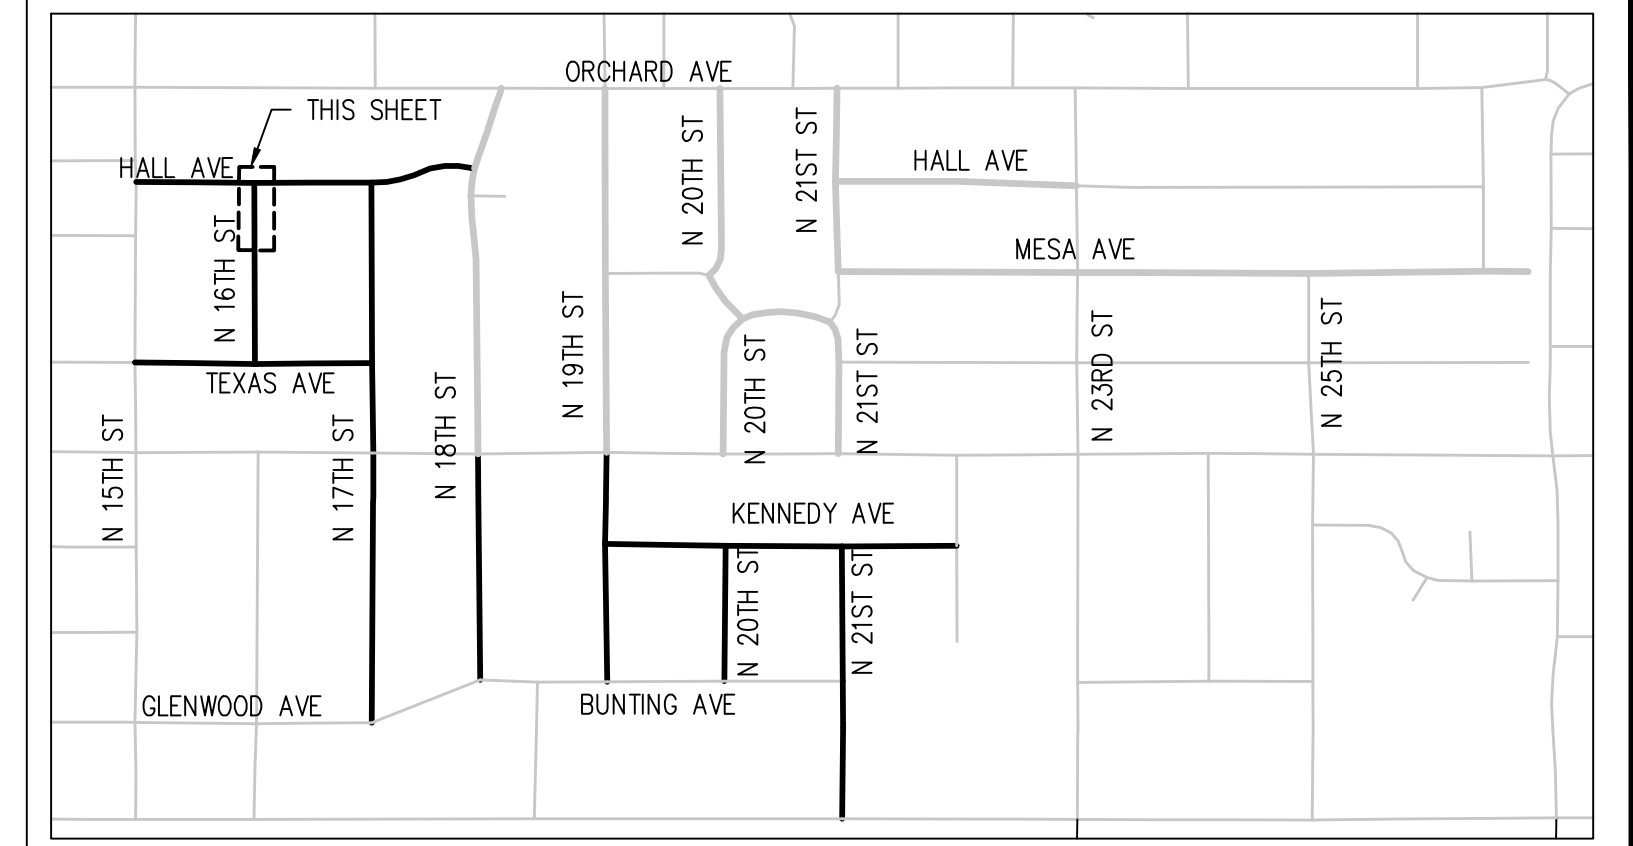 ORCHARD AVE
THIS SHEET
HALL AVE
N 20TH ST
N 21ST ST
HALL AVE
N 16TH ST
MESA AVE
N 19TH ST
N 20TH ST
N 21ST ST
N 23RD ST
N 25TH ST
TEXAS AVE
N 15TH ST
N 17TH ST
N 18TH ST
KENNEDY AVE
N 20TH ST
N 21ST ST
GLENWOOD AVE
BUNTING AVE